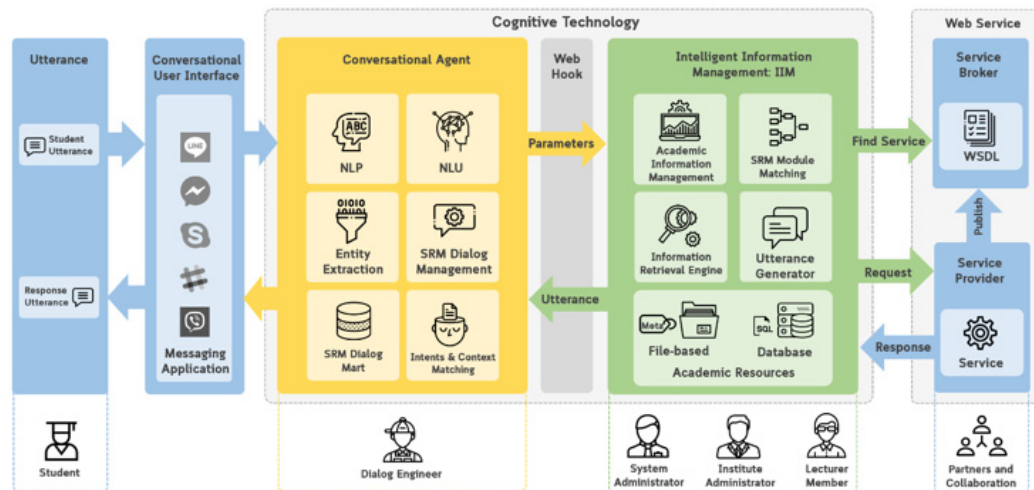 Cognitive Technology
Web Service
Utterance
Student
Utterance
Response
Utterance
Conversational
User Interface
LINE
Messaging
Application
Conversational Agent
ABC
NLP
NLU
01010
Entity
Extraction
SRM Dialog
Management
SRM Dialog
Mart
Intents & Context
Matching
Web
Hook
Parameters
Utterance
Intelligent Information
Management: IIM
Academic
Information
Management
SRM Module
Matching
Information
Retrieval Engine
Utterance
Generator
Meta
File-based
SQL
Database
Academic Resources
Find Service
Request
Response
Service
Broker
WSDL
Publish
Service
Provider
Service
Student
Dialog Engineer
System
Administrator
Institute
Administrator
Lecturer
Member
Partners and
Collaboration